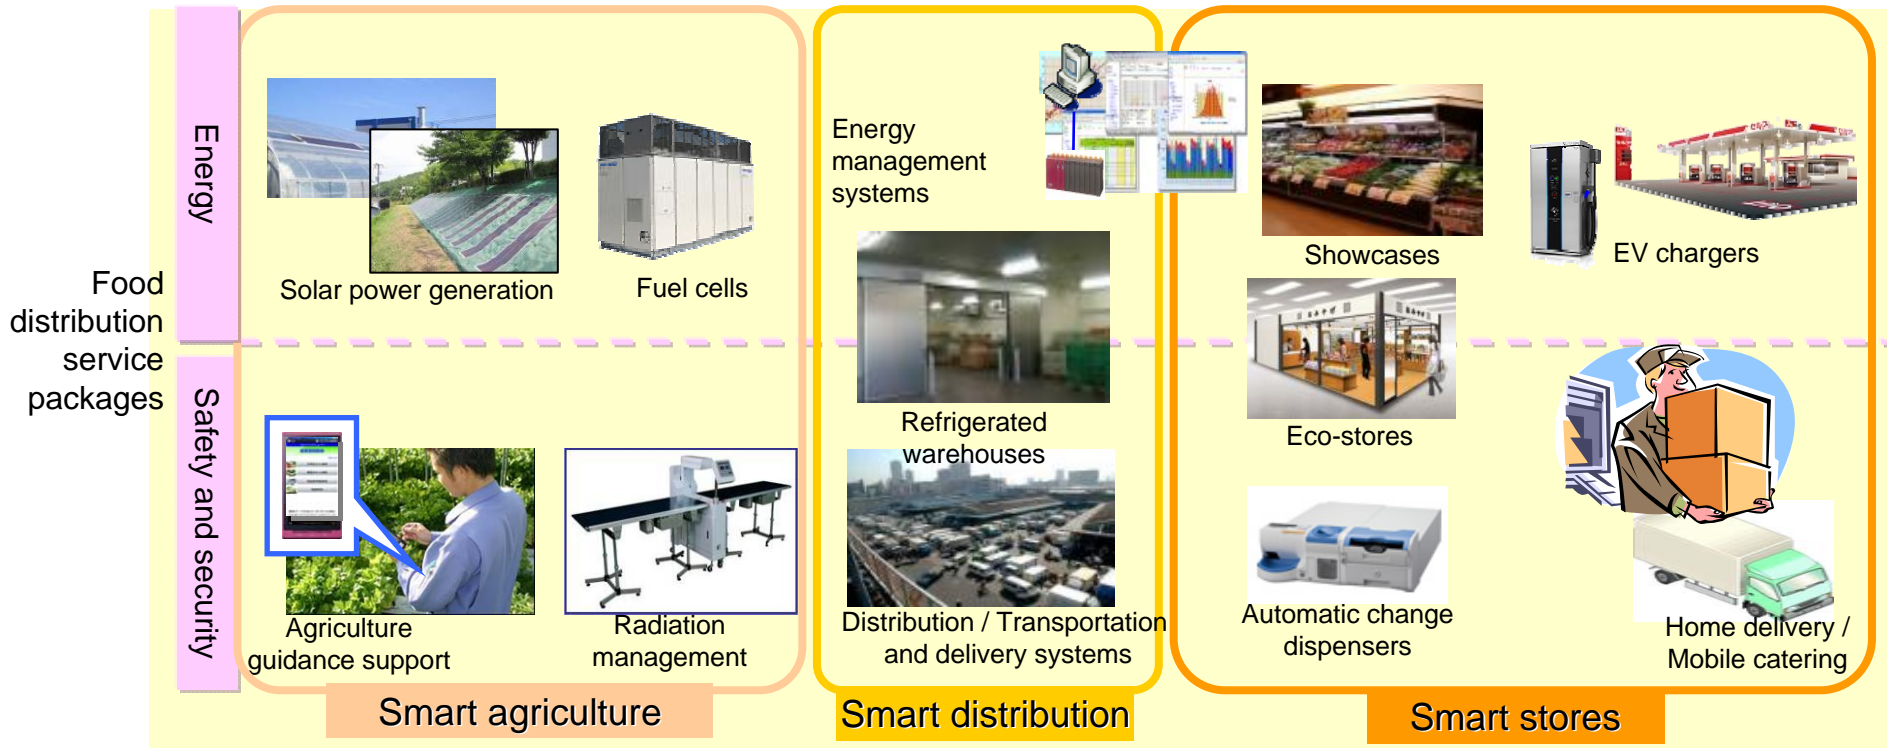 Food
distribution
service
packages
Energy
Safety and security
Solar power generation
Fuel cells
Agriculture
guidance support
Radiation
management
Smart agriculture
Energy
management
systems
Refrigerated
warehouses
Distribution / Transportation
and delivery systems
Smart distribution
Showcases
EV chargers
Eco-stores
Automatic change
dispensers
Home delivery /
Mobile catering
Smart stores